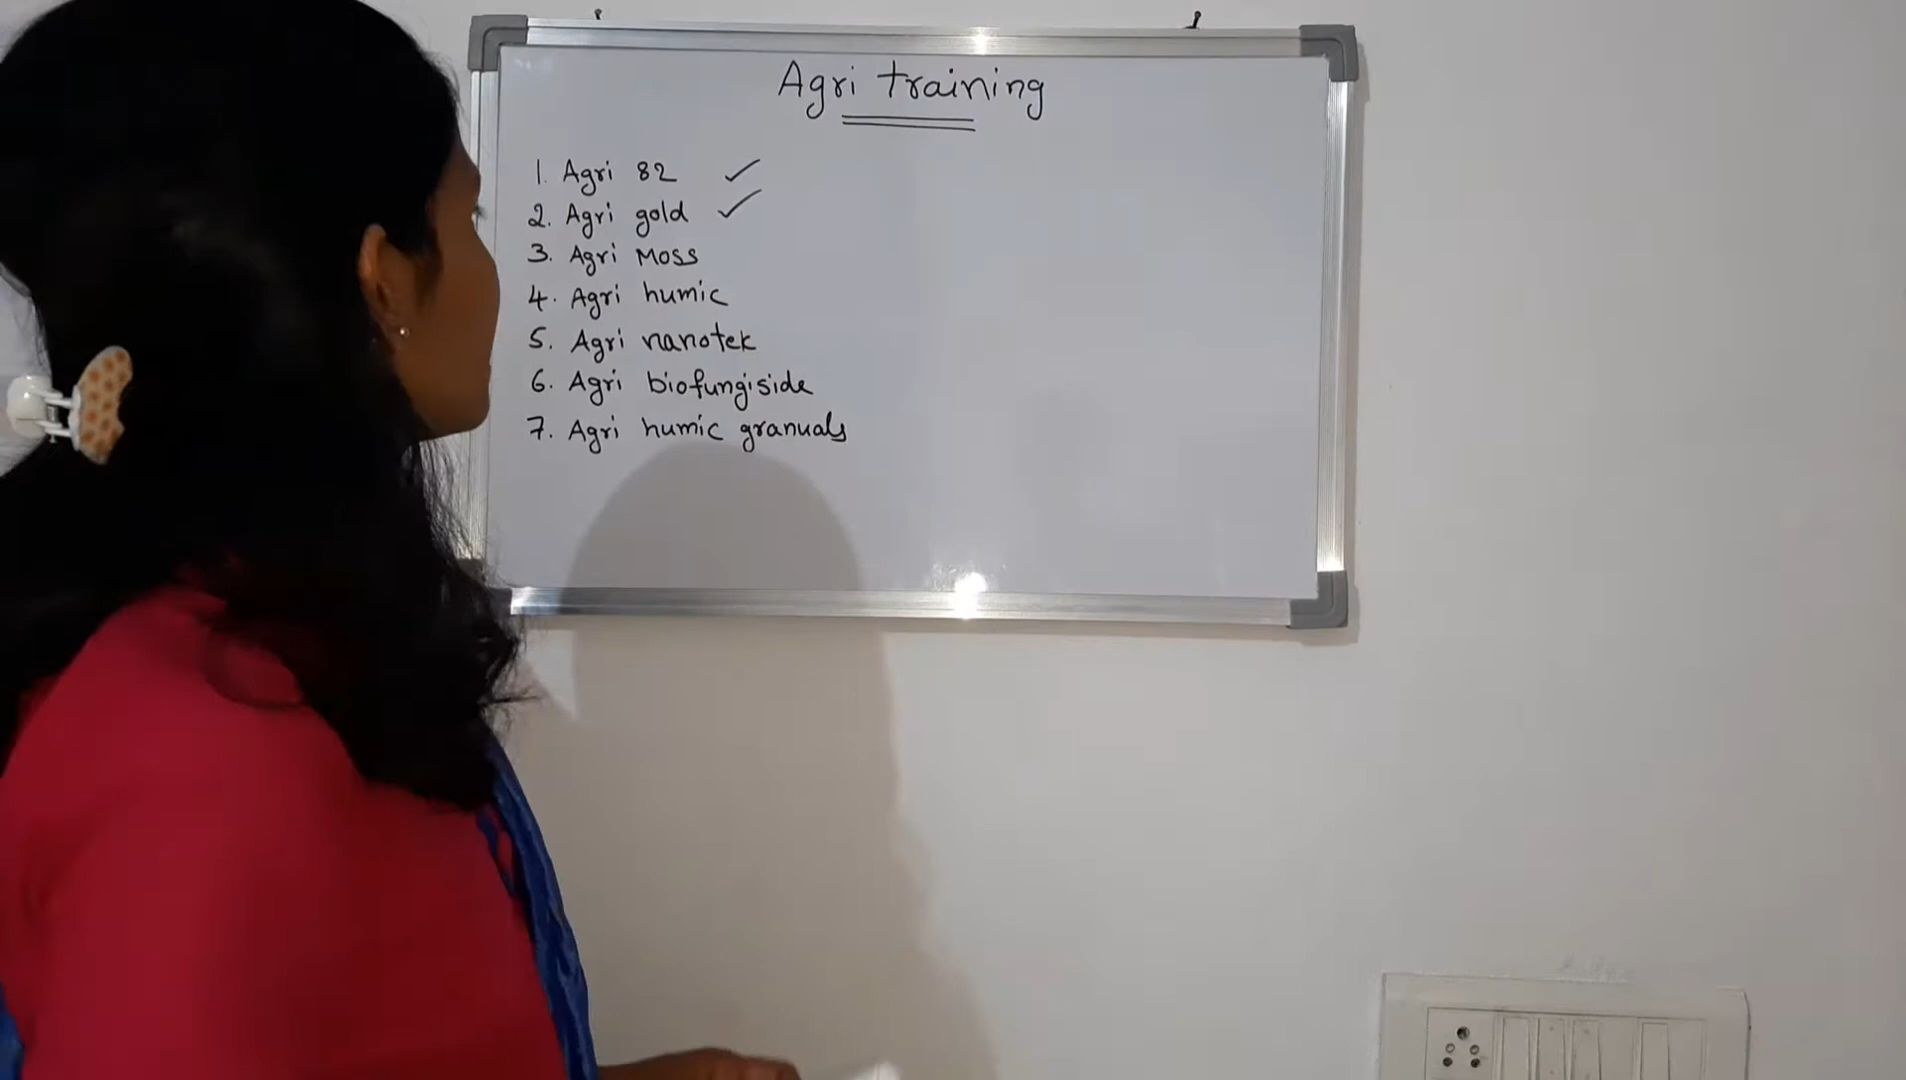 Agri training
1. Agri 82 ✓
2. Agri gold ✓
3. Agri Moss
4. Agri humic
5. Agri nanotek
6. Agri biofungiside
7. Agri humic granuals